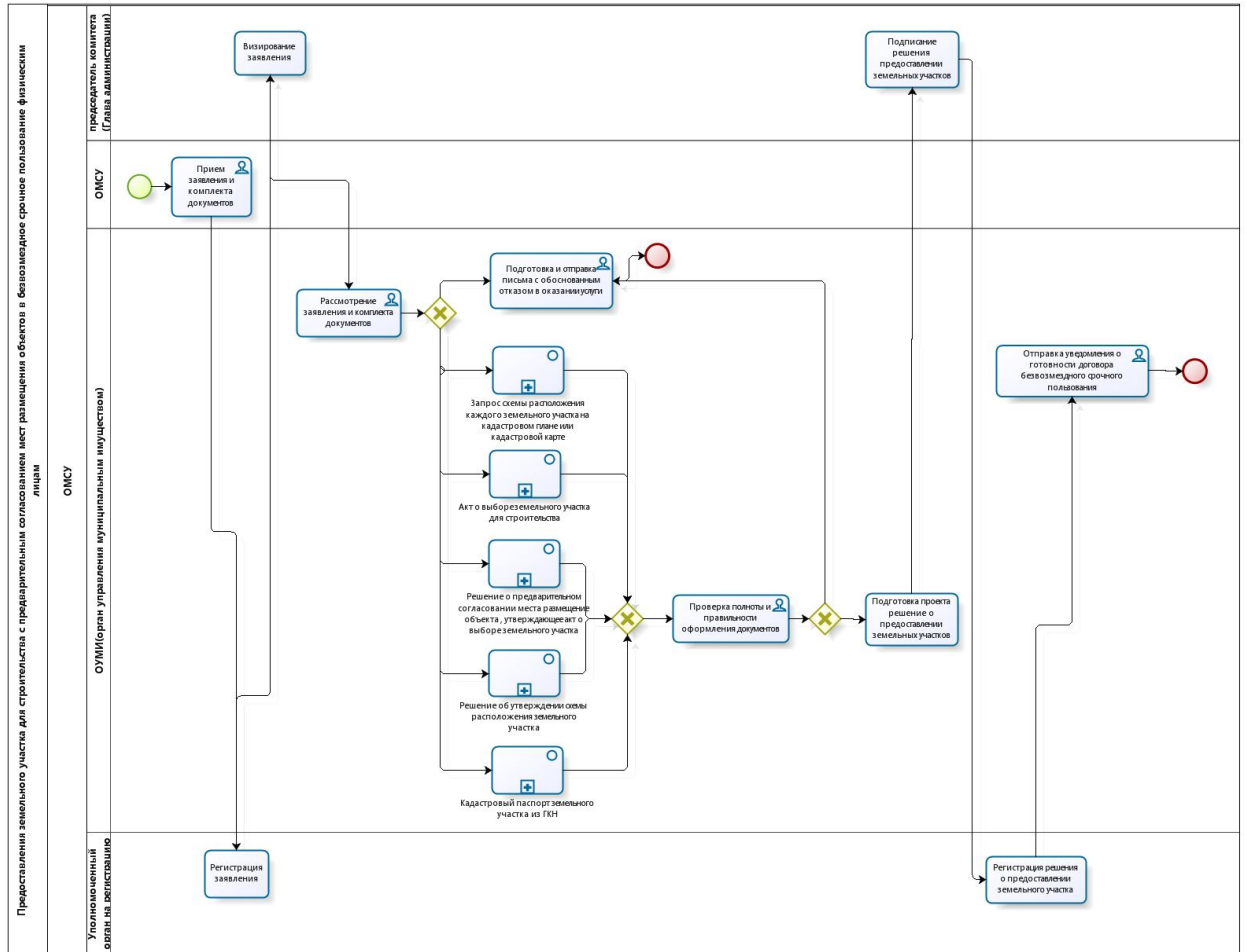 Предоставления земельного участка для строительства с предварительным согласованием мест размещения объектов в безвозмездное срочное пользование физическим
лицам
ОМСУ
председатель комитета
(Глава администрации)
Визирование
заявления
Подписание
решения
предоставлении
земельных участков
ОМСУ
Прием
заявления и
комплекта
документов
ОУМИ(орган управления муниципальным имуществом)
Рассмотрение
заявления и комплекта
документов
Подготовка и отправка
письма с обоснованным
отказом в оказании услуги
Запрос схемы расположения
каждого земельного участка на
кадастровом плане или
кадастровой карте
Акт о выборе земельного участка
для строительства
Решение о предварительном
согласовании места размещение
объекта , утверждающее акт о
выборе земельного участка
Решение об утверждении схемы
расположения земельного
участка
Кадастровый паспорт земельного
участка из ГКН
Проверка полноты и
правильности
оформления документов
Подготовка проекта
решение о
предоставлении
земельных участков
Отправка уведомления о
готовности договора
безвозмездного срочного
пользования
Уполномоченный
орган на регистрацию
Регистрация
заявления
Регистрация решения
о предоставлении
земельного участка